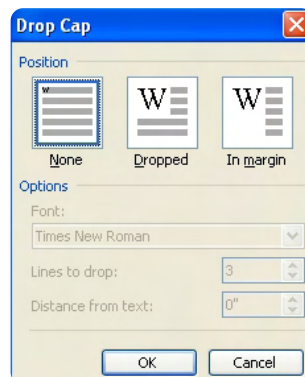 Drop Cap
Position
W
W
W
None
Dropped
In margin
Options
Font:
Times New Roman
Lines to drop:
3
Distance from text:
0"
OK
Cancel